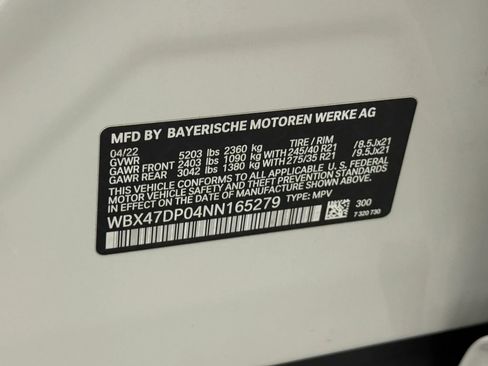 MFD BY BAYERISCHE MOTOREN WERKE AG
04/22
GVWR 5203 lbs 2360 kg TIRE / RIM
GAWR FRONT 2403 lbs 1090 kg WITH 245/40 R21 /8.5Jx21
GAWR REAR 3042 lbs 1380 kg WITH 275/35 R21 /9.5Jx21
THIS VEHICLE CONFORMS TO ALL APPLICABLE FEDERAL
MOTOR VEHICLE SAFETY STANDARDS IN EFFECT ON THE
DATE OF MANUFACTURE SHOWN ABOVE.
WBX47DP04NN165279 TYPE: MPV
300
7 320 730